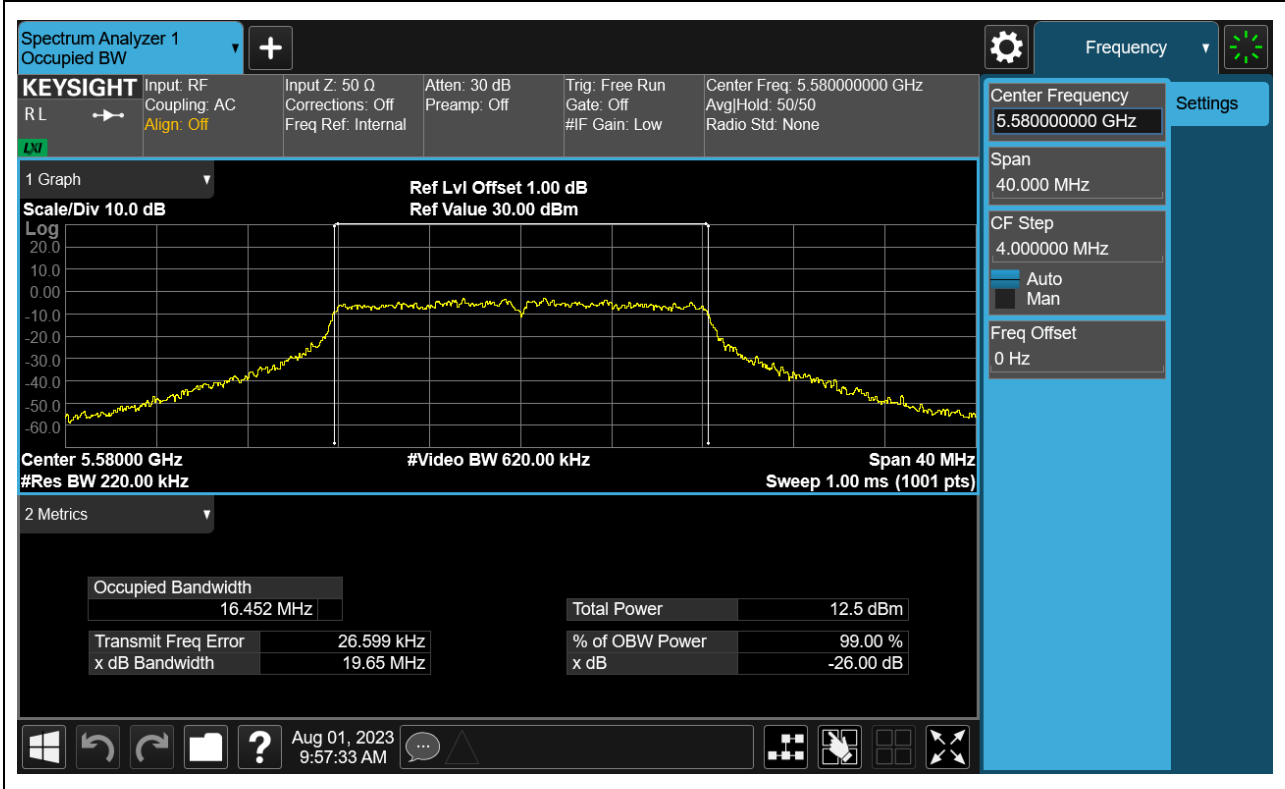 Spectrum Analyzer 1
Occupied BW
+
Frequency
KEYSIGHT
R L
LXI
Input: RF
Coupling: AC
Align: Off
Input Z: 50 Ω
Corrections: Off
Freq Ref: Internal
Atten: 30 dB
Preamp: Off
Trig: Free Run
Gate: Off
#IF Gain: Low
Center Freq: 5.580000000 GHz
Avg|Hold: 50/50
Radio Std: None
Center Frequency
5.580000000 GHz
Settings
Span
40.000 MHz
CF Step
4.000000 MHz
Auto
Man
Freq Offset
0 Hz
1 Graph
Scale/Div 10.0 dB
Ref Lvl Offset 1.00 dB
Ref Value 30.00 dBm
Log
20.0
10.0
0.00
-10.0
-20.0
-30.0
-40.0
-50.0
-60.0
Center 5.58000 GHz
#Video BW 620.00 kHz
Span 40 MHz
#Res BW 220.00 kHz
Sweep 1.00 ms (1001 pts)
2 Metrics
Occupied Bandwidth
16.452 MHz
Total Power 12.5 dBm
Transmit Freq Error 26.599 kHz
% of OBW Power 99.00 %
x dB Bandwidth 19.65 MHz
x dB -26.00 dB
?
Aug 01, 2023
9:57:33 AM